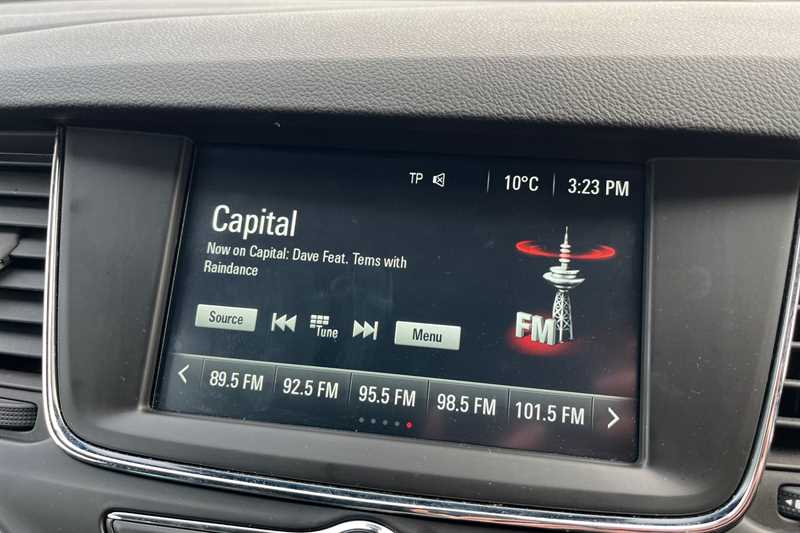 TP 10°C 3:23 PM
Capital
Now on Capital: Dave Feat. Tems with
Raindance
FM
Source Tune Menu
89.5 FM 92.5 FM 95.5 FM 98.5 FM 101.5 FM